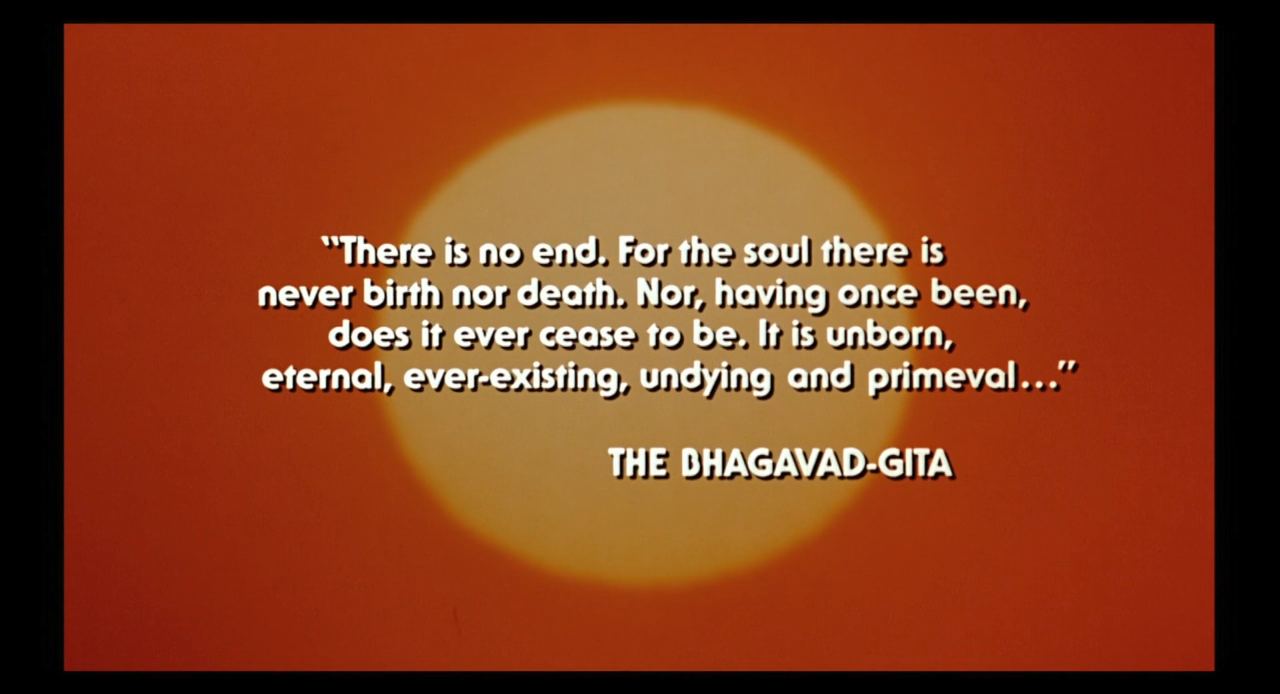 "There is no end. For the soul there is
never birth nor death. Nor, having once been,
does it ever cease to be. It is unborn,
eternal, ever-existing, undying and primeval..."
THE BHAGAVAD-GITA